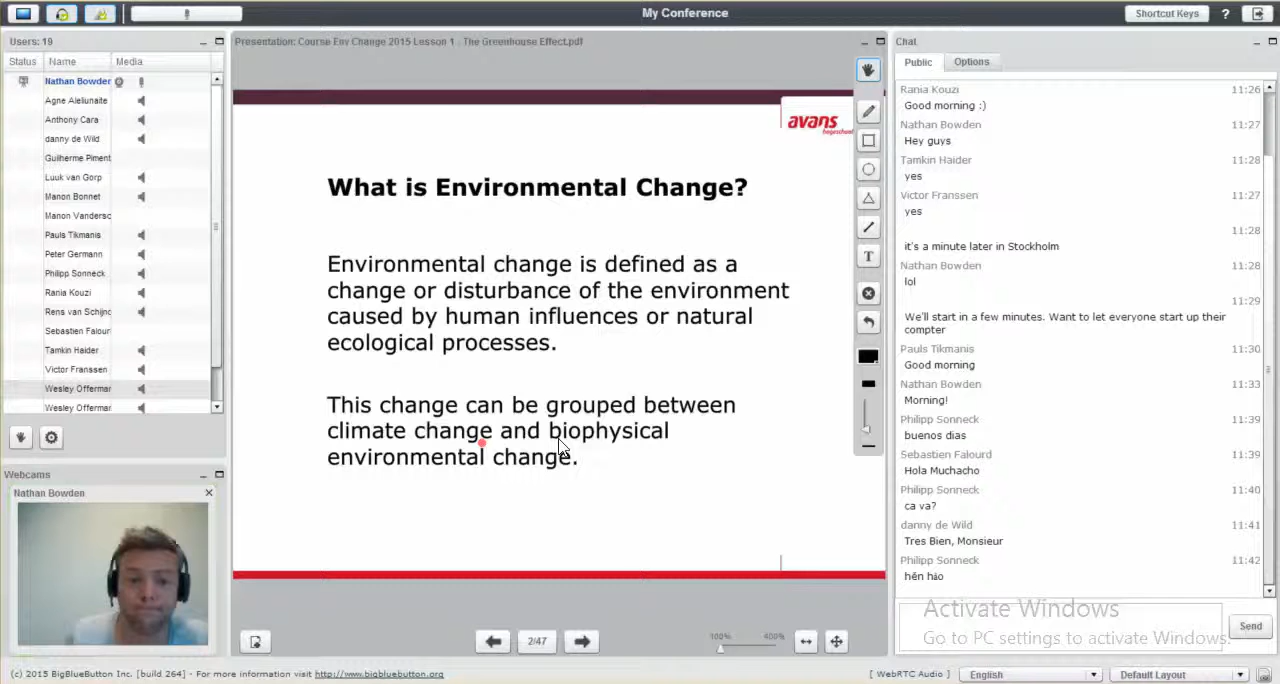 My Conference
Shortcut Keys
?
Users: 19
Status Name Media
Nathan Bowden
Agne Aleliunaite
Anthony Cara
danny de Wild
Guilherme Piment
Luuk van Gorp
Manon Bonnet
Manon Vandersc
Pauls Tikmanis
Peter Germann
Philipp Sonneck
Rania Kouzi
Rens van Schijnd
Sebastien Falour
Tamkin Haider
Victor Franssen
Wesley Offerman
Wesley Offerman
Webcams
Nathan Bowden
Presentation: Course Env Change 2015 Lesson 1 - The Greenhouse Effect.pdf
avans
hogeschool
What is Environmental Change?
Environmental change is defined as a
change or disturbance of the environment
caused by human influences or natural
ecological processes.
This change can be grouped between
climate change and biophysical
environmental change.
T
2/47
100% 400%
Chat
Public Options
Rania Kouzi 11:26
Good morning :)
Nathan Bowden 11:27
Hey guys
Tamkin Haider 11:28
yes
Victor Franssen 11:27
yes
11:28
it's a minute later in Stockholm
Nathan Bowden 11:28
lol
11:29
We'll start in a few minutes. Want to let everyone start up their
compter
Pauls Tikmanis 11:30
Good morning
Nathan Bowden 11:33
Morning!
Philipp Sonneck 11:39
buenos dias
Sebastien Falourd 11:39
Hola Muchacho
Philipp Sonneck 11:40
ca va?
danny de Wild 11:41
Tres Bien, Monsieur
Philipp Sonneck 11:42
Activate Windows
Go to PC settings to activate Windows.
Send
(c) 2015 BigBlueButton Inc. [build 264] - For more information visit http://www.bigbluebutton.org
[ WebRTC Audio ]
English
Default Layout